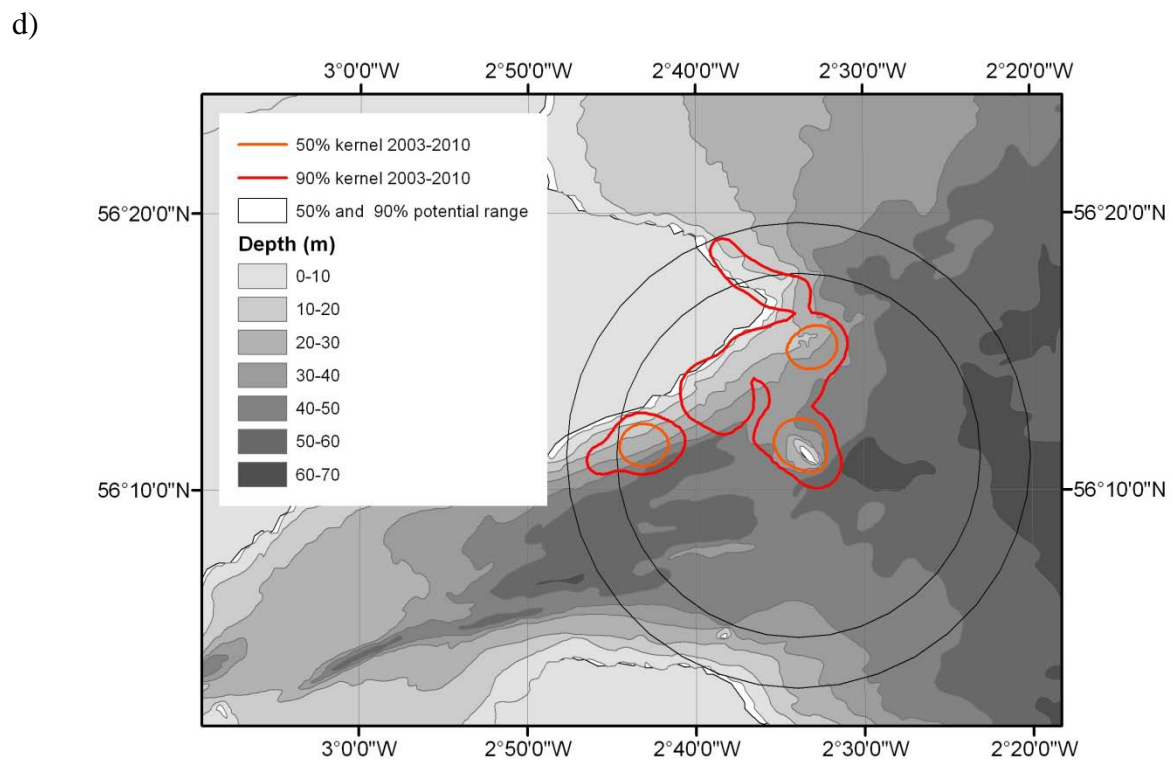 d)
3°0'0"W 2°50'0"W 2°40'0"W 2°30'0"W 2°20'0"W
50% kernel 2003-2010
90% kernel 2003-2010
50% and 90% potential range
Depth (m)
0-10
10-20
20-30
30-40
40-50
50-60
60-70
56°20'0"N 56°20'0"N
56°10'0"N 56°10'0"N
3°0'0"W 2°50'0"W 2°40'0"W 2°30'0"W 2°20'0"W